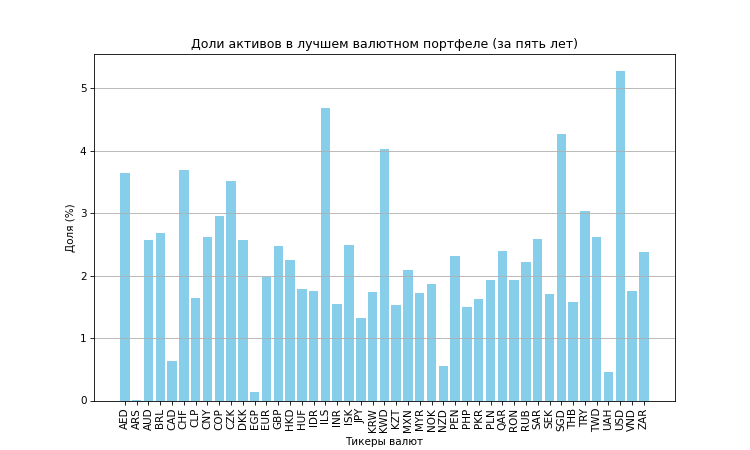 Доли активов в лучшем валютном портфеле (за пять лет)
Доля (%)
5
4
3
2
1
0
AED ARS AUD BRL CAD CHF CLP CNY COP CZK DKK EGP EUR GBP HKD HUF IDR ILS INR ISK JPY KRW KWD KZT MXN MYR NOK NZD PEN PHP PKR PLN QAR RON RUB SAR SEK SGD THB TRY TWD UAH USD VND ZAR
Тикеры валют